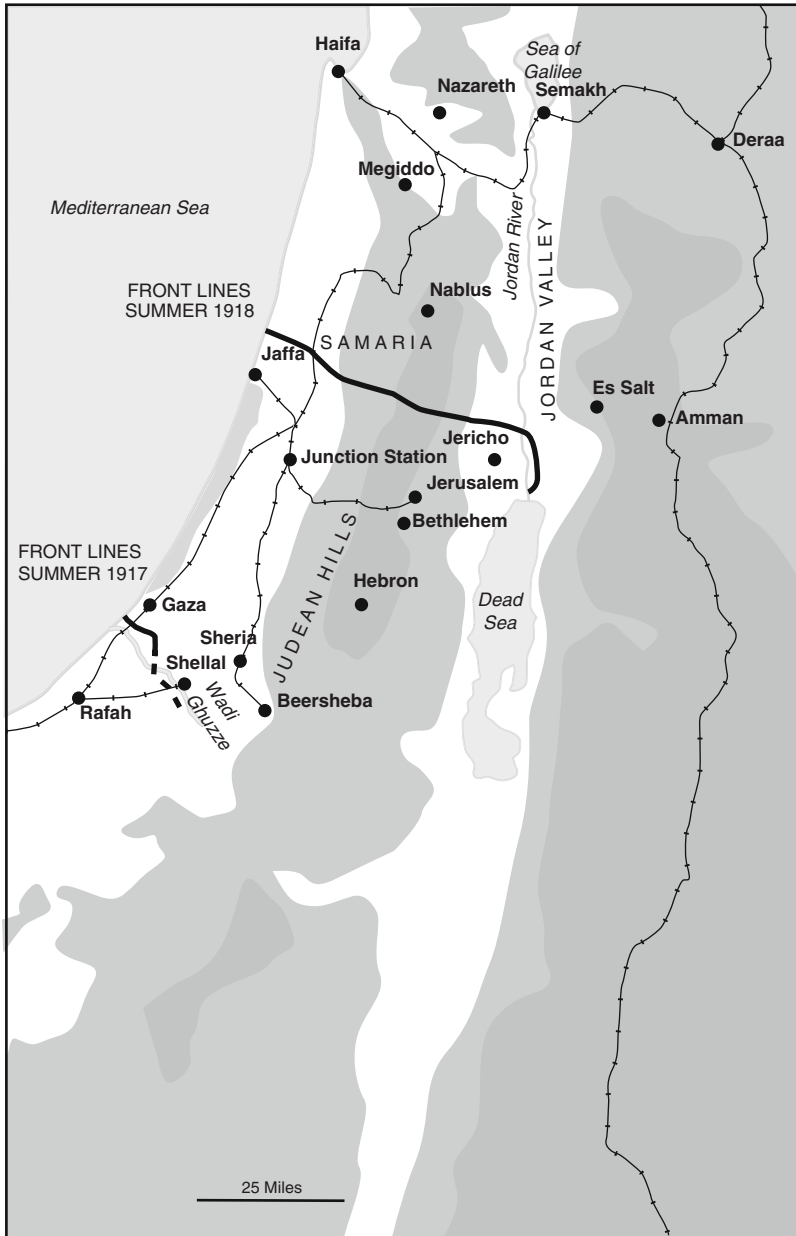 Haifa
Sea of
Galilee
Nazareth
Semakh
Deraa
Megiddo
Mediterranean Sea
Jordan River
JORDAN VALLEY
FRONT LINES
SUMMER 1918
Nablus
SAMARIA
Jaffa
Es Salt
Amman
Jericho
Junction Station
Jerusalem
Bethlehem
FRONT LINES
SUMMER 1917
JUDEAN HILLS
Hebron
Gaza
Dead
Sea
Sheria
Shellal
Wadi
Ghuzze
Rafah
Beersheba
25 Miles